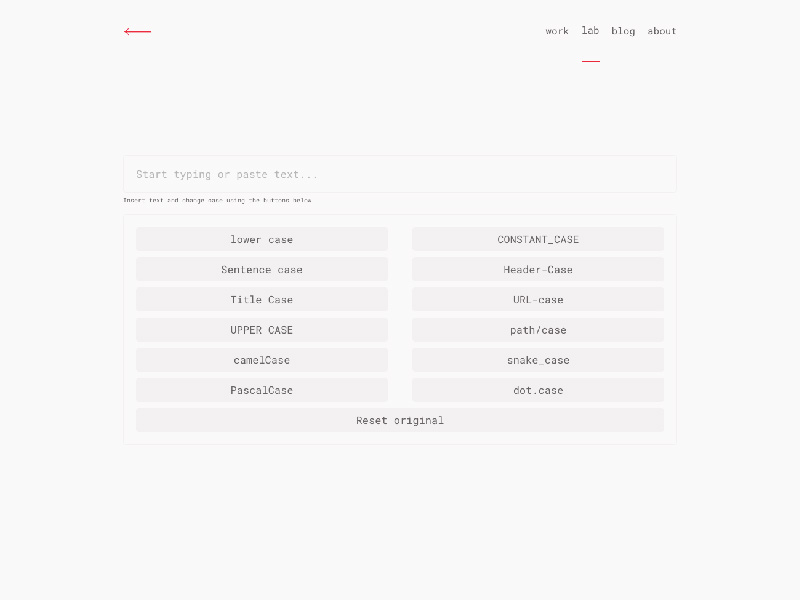 work lab blog about
Start typing or paste text...
Insert text and change case using the buttons below
lower case
CONSTANT_CASE
Sentence case
Header-Case
Title Case
URL-case
UPPER CASE
path/case
camelCase
snake_case
PascalCase
dot.case
Reset original